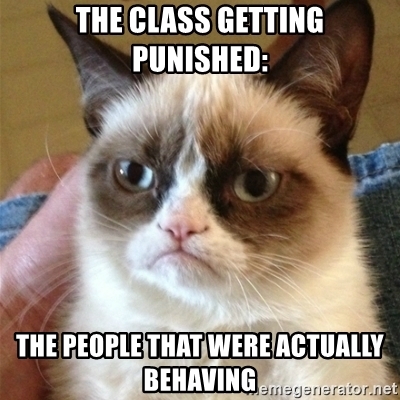 THE CLASS GETTING
PUNISHED:
THE PEOPLE THAT WERE ACTUALLY
BEHAVING
memegenerator.net